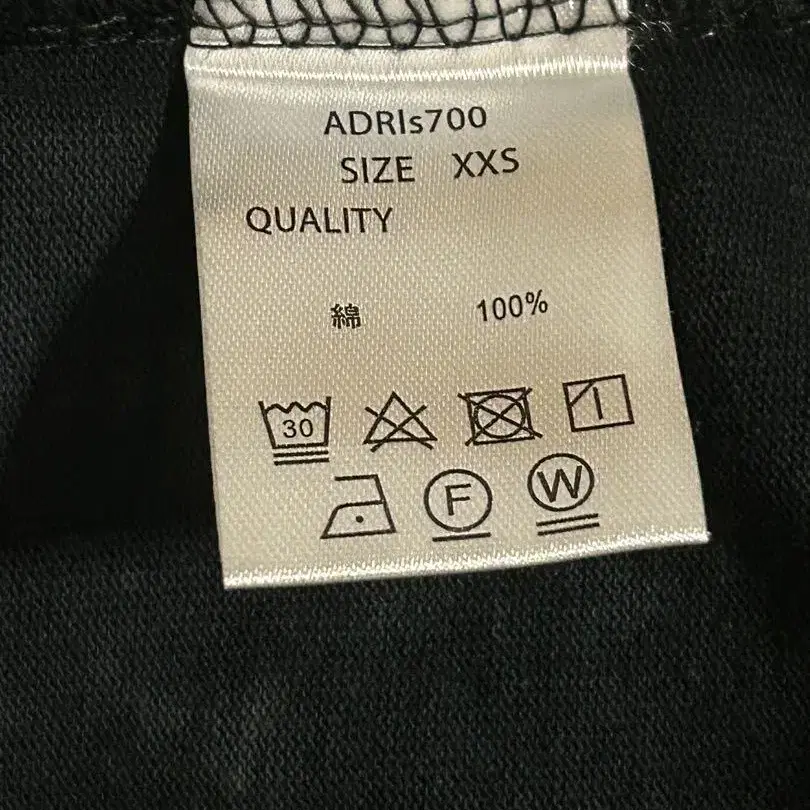 ADRIs700
SIZE XXS
QUALITY
綿 100%
30
F W